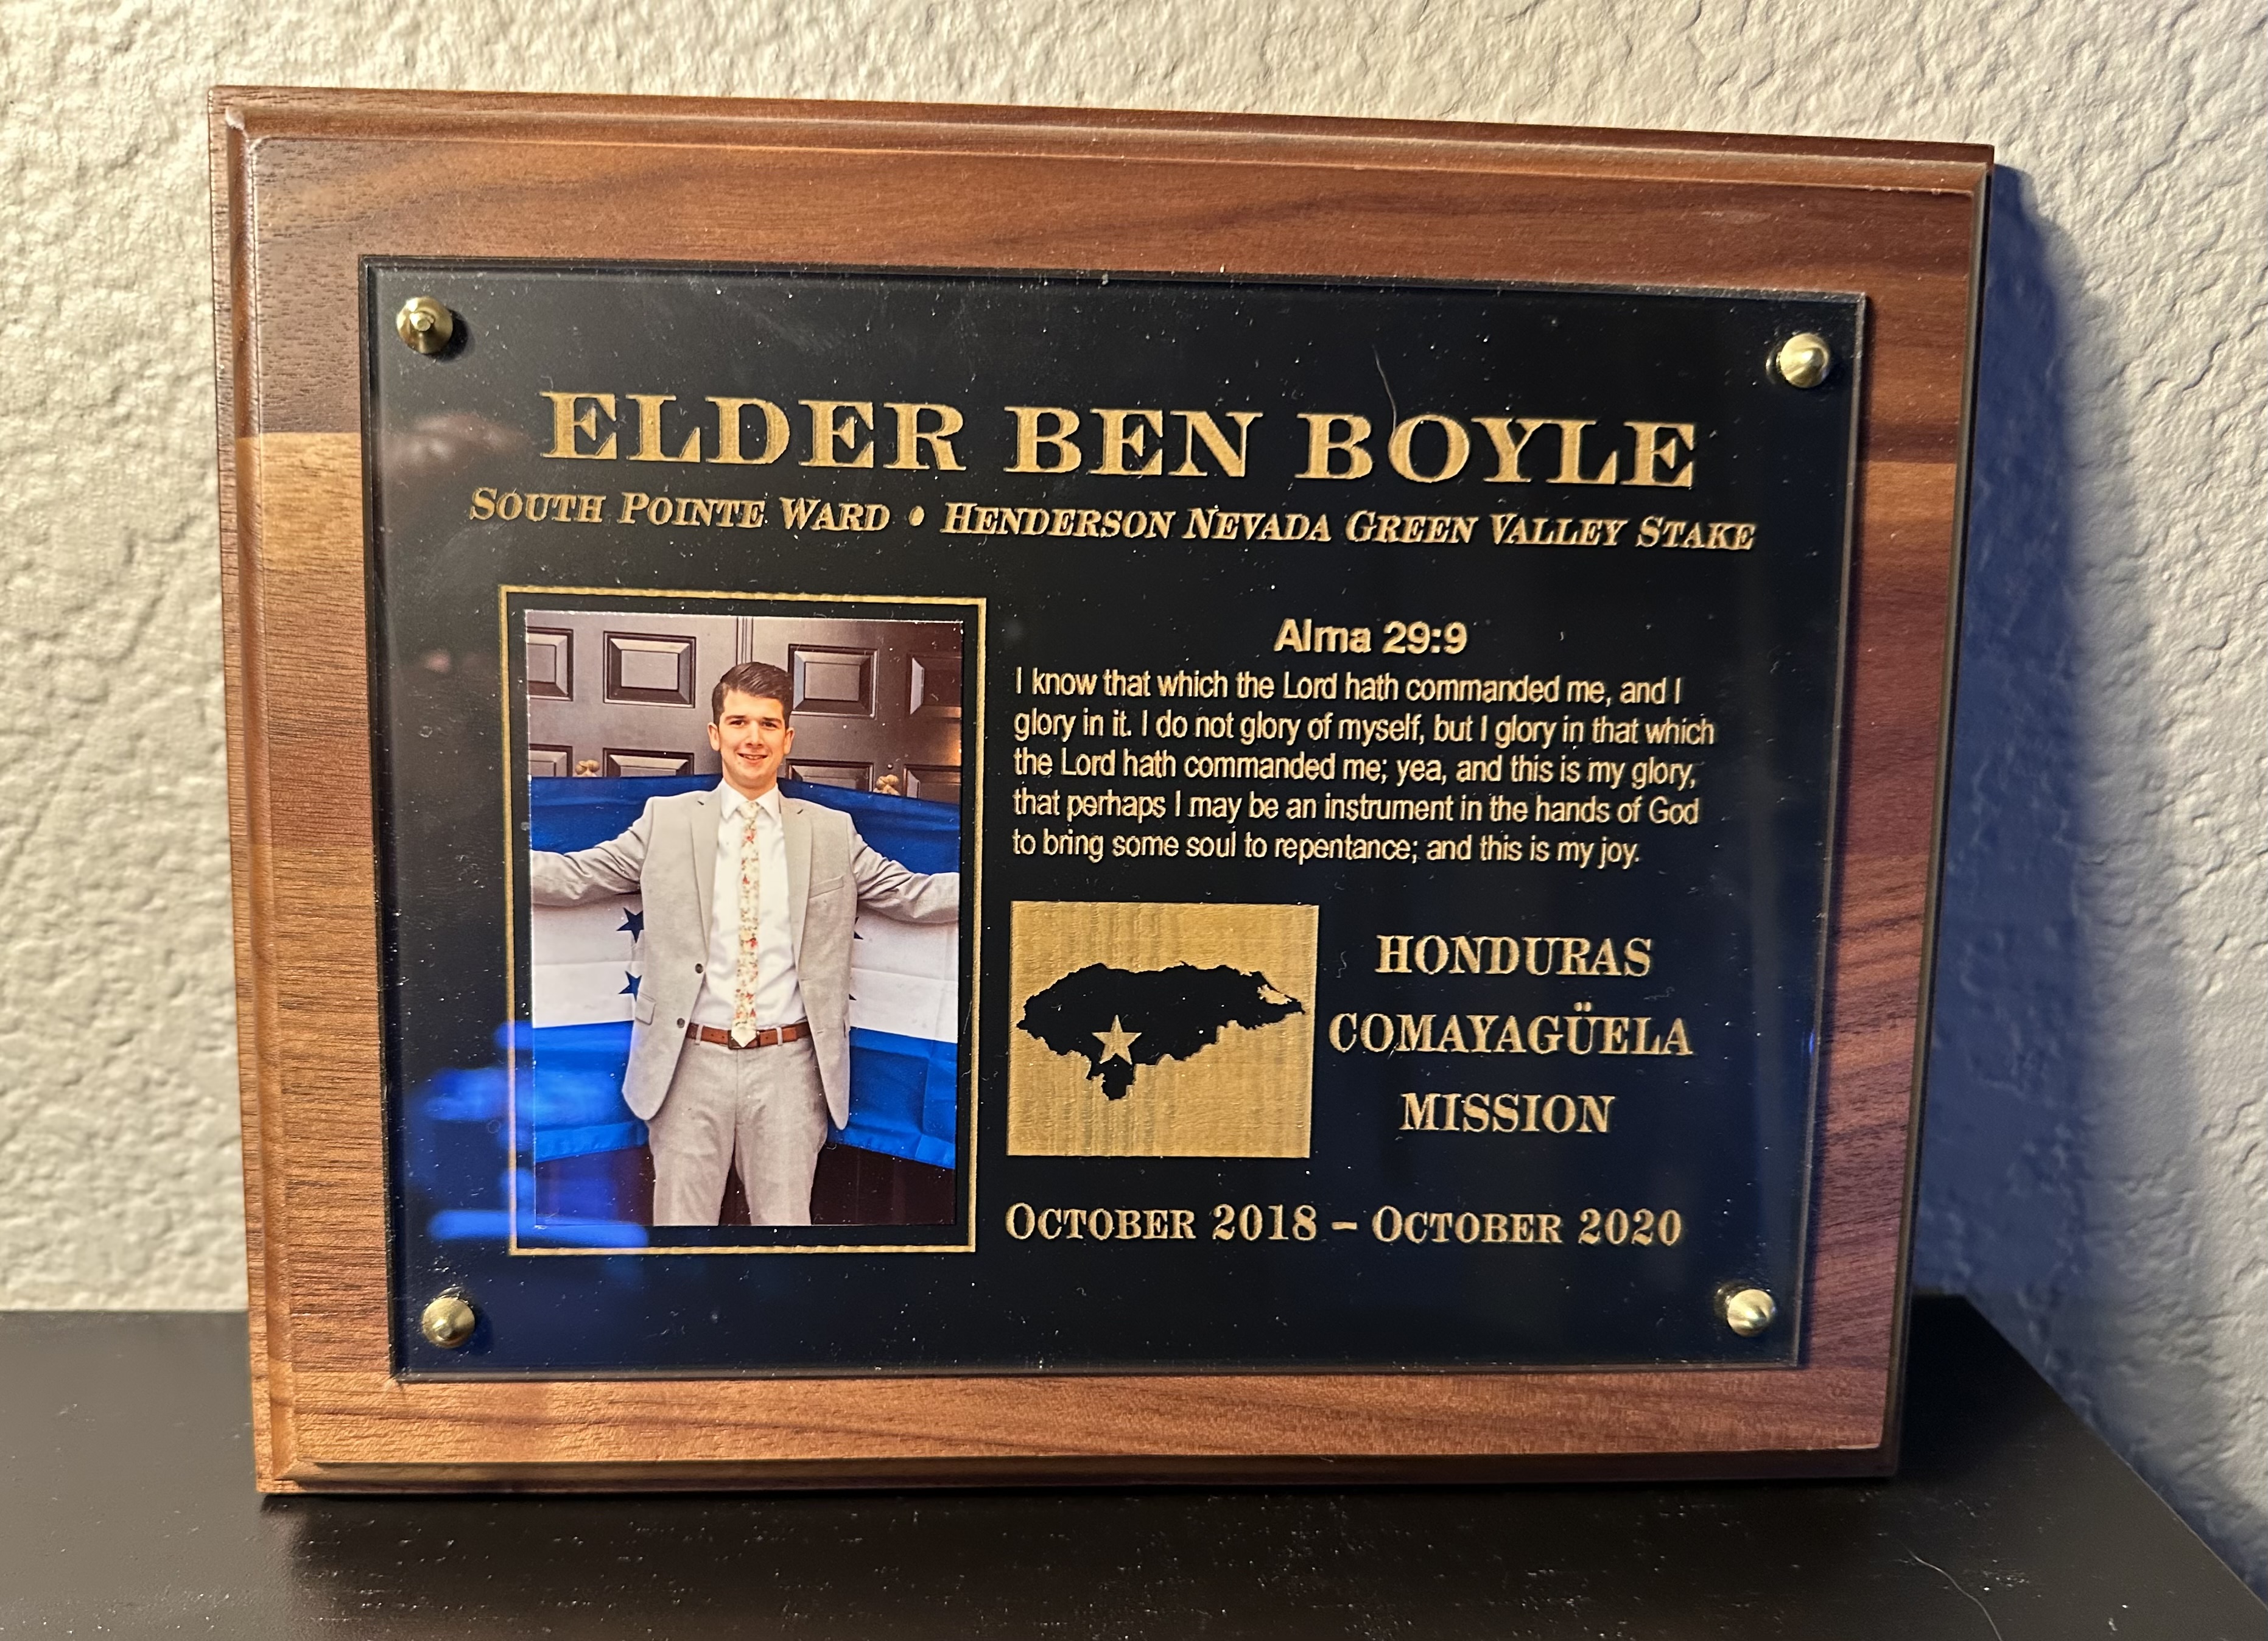 ELDER BEN BOYLE
SOUTH POINTE WARD • HENDERSON NEVADA GREEN VALLEY STAKE
Alma 29:9
I know that which the Lord hath commanded me, and I
glory in it. I do not glory of myself, but I glory in that which
the Lord hath commanded me; yea, and this is my glory,
that perhaps I may be an instrument in the hands of God
to bring some soul to repentance; and this is my joy.
HONDURAS
COMAYAGÜELA
MISSION
OCTOBER 2018 – OCTOBER 2020